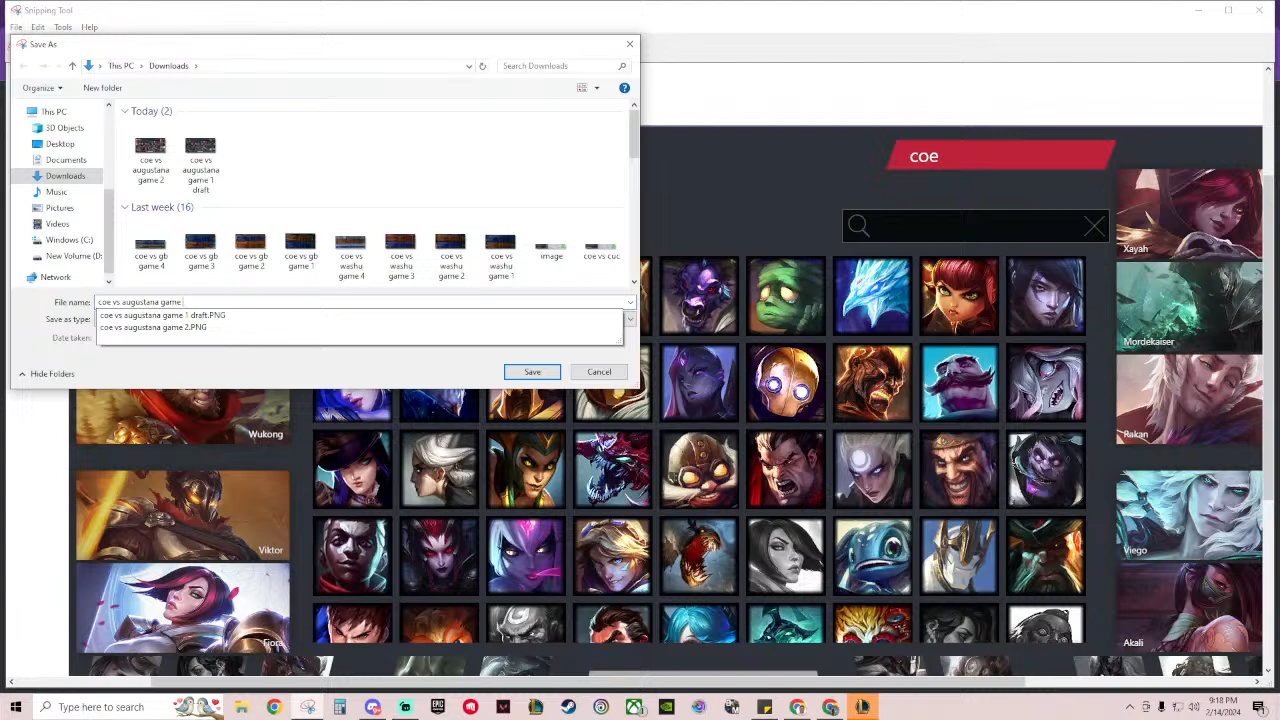 Snipping Tool
File Edit Tools Help
Save As
This PC Downloads
Search Downloads
Organize New folder
This PC
3D Objects
Desktop
Documents
Downloads
Music
Pictures
Videos
Windows (C:)
New Volume (D:
Network
Today (2)
coe vs augustana game 2
coe vs augustana game 1 draft
Last week (16)
coe vs gb game 4
coe vs gb game 3
coe vs gb game 2
coe vs gb game 1
coe vs washu game 4
coe vs washu game 3
coe vs washu game 2
coe vs washu game 1
image
coe vs cuc
File name: coe vs augustana game
Save as type:
coe vs augustana game 1 draft.PNG
coe vs augustana game 2.PNG
Date taken:
Hide Folders
Save
Cancel
coe
Xayah
Mordekaiser
Rakan
Viego
Akali
Wukong
Viktor
Fiora
Type here to search
9:18 PM
2/14/2024